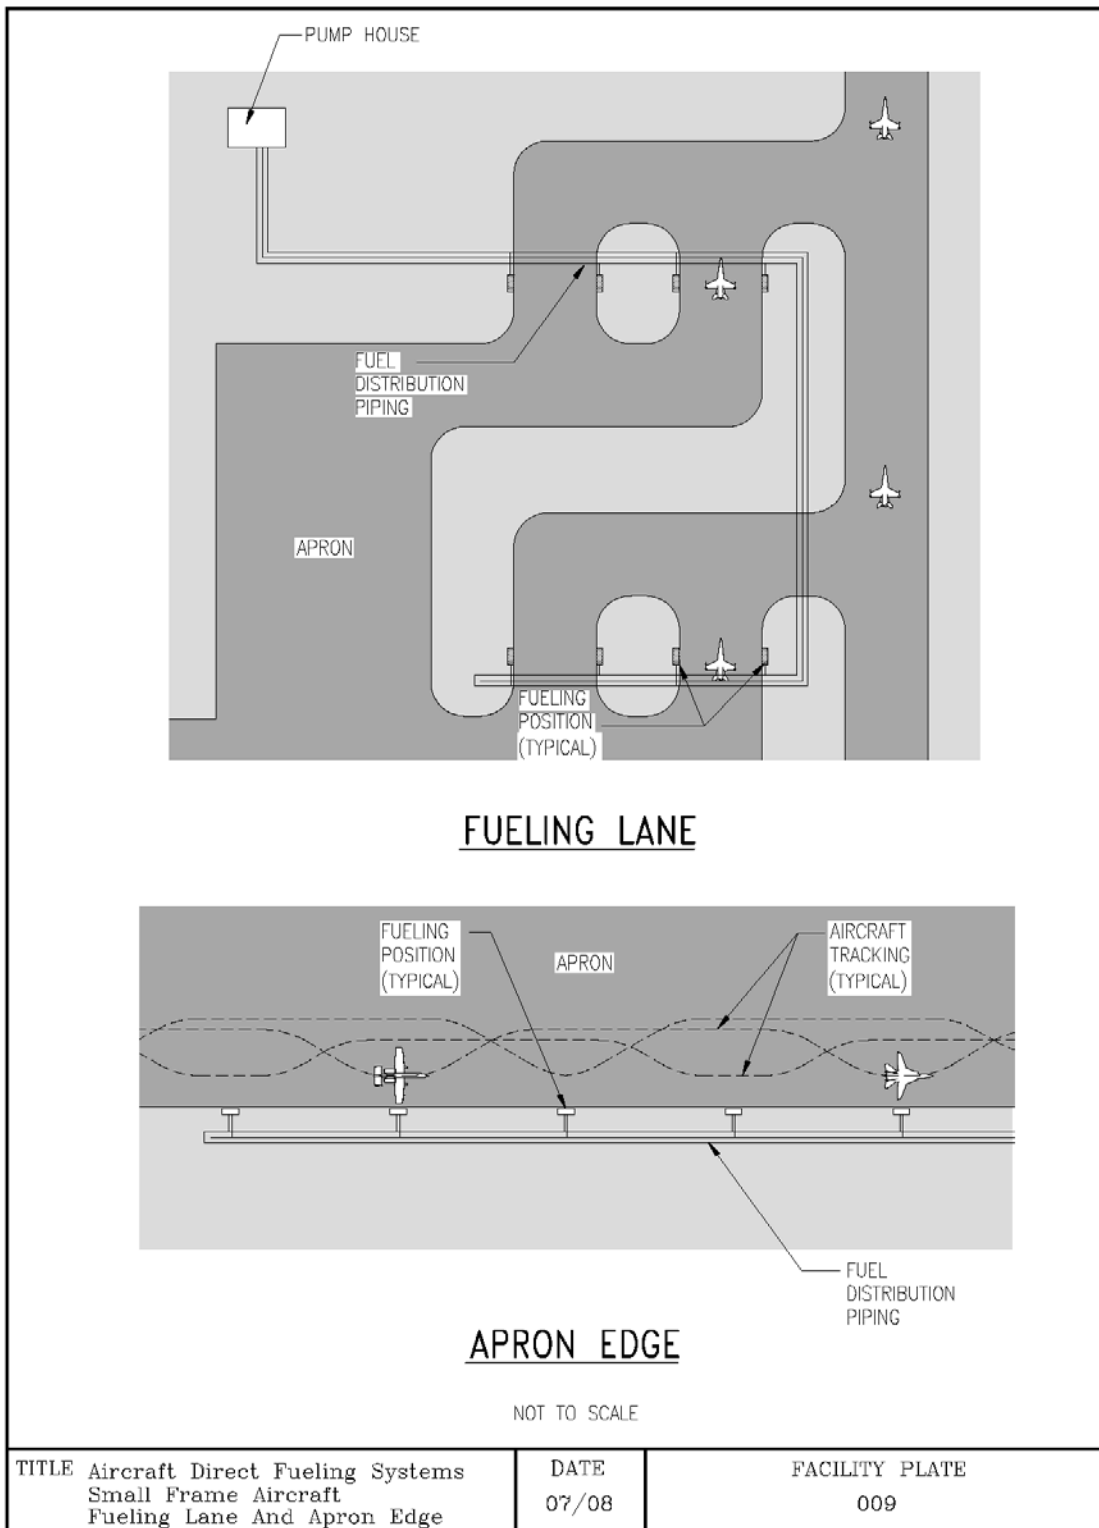 PUMP HOUSE
FUEL
DISTRIBUTION
PIPING
APRON
FUELING
POSITION
(TYPICAL)
FUELING LANE
FUELING
POSITION
(TYPICAL)
APRON
AIRCRAFT
TRACKING
(TYPICAL)
FUEL
DISTRIBUTION
PIPING
APRON EDGE
NOT TO SCALE
TITLE Aircraft Direct Fueling Systems
Small Frame Aircraft
Fueling Lane And Apron Edge
DATE
07/08
FACILITY PLATE
009